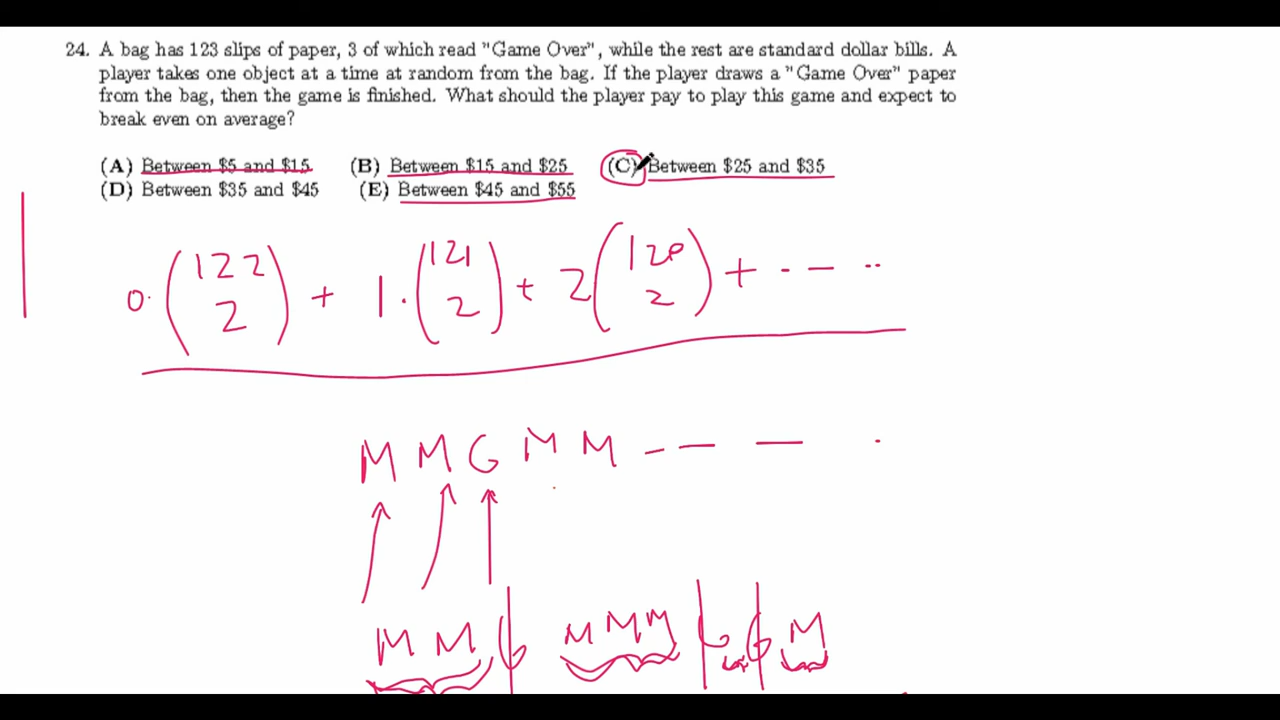 24. A bag has 123 slips of paper, 3 of which read "Game Over", while the rest are standard dollar bills. A
player takes one object at a time at random from the bag. If the player draws a "Game Over" paper
from the bag, then the game is finished. What should the player pay to play this game and expect to
break even on average?
(A) Between $5 and $15 (B) Between $15 and $25 (C) Between $25 and $35
(D) Between $35 and $45 (E) Between $45 and $55
0· (122 2) + 1· (121 2) + 2 (120 2) + -- — ··
M M G M M — — — ·
M M G M M M G G M